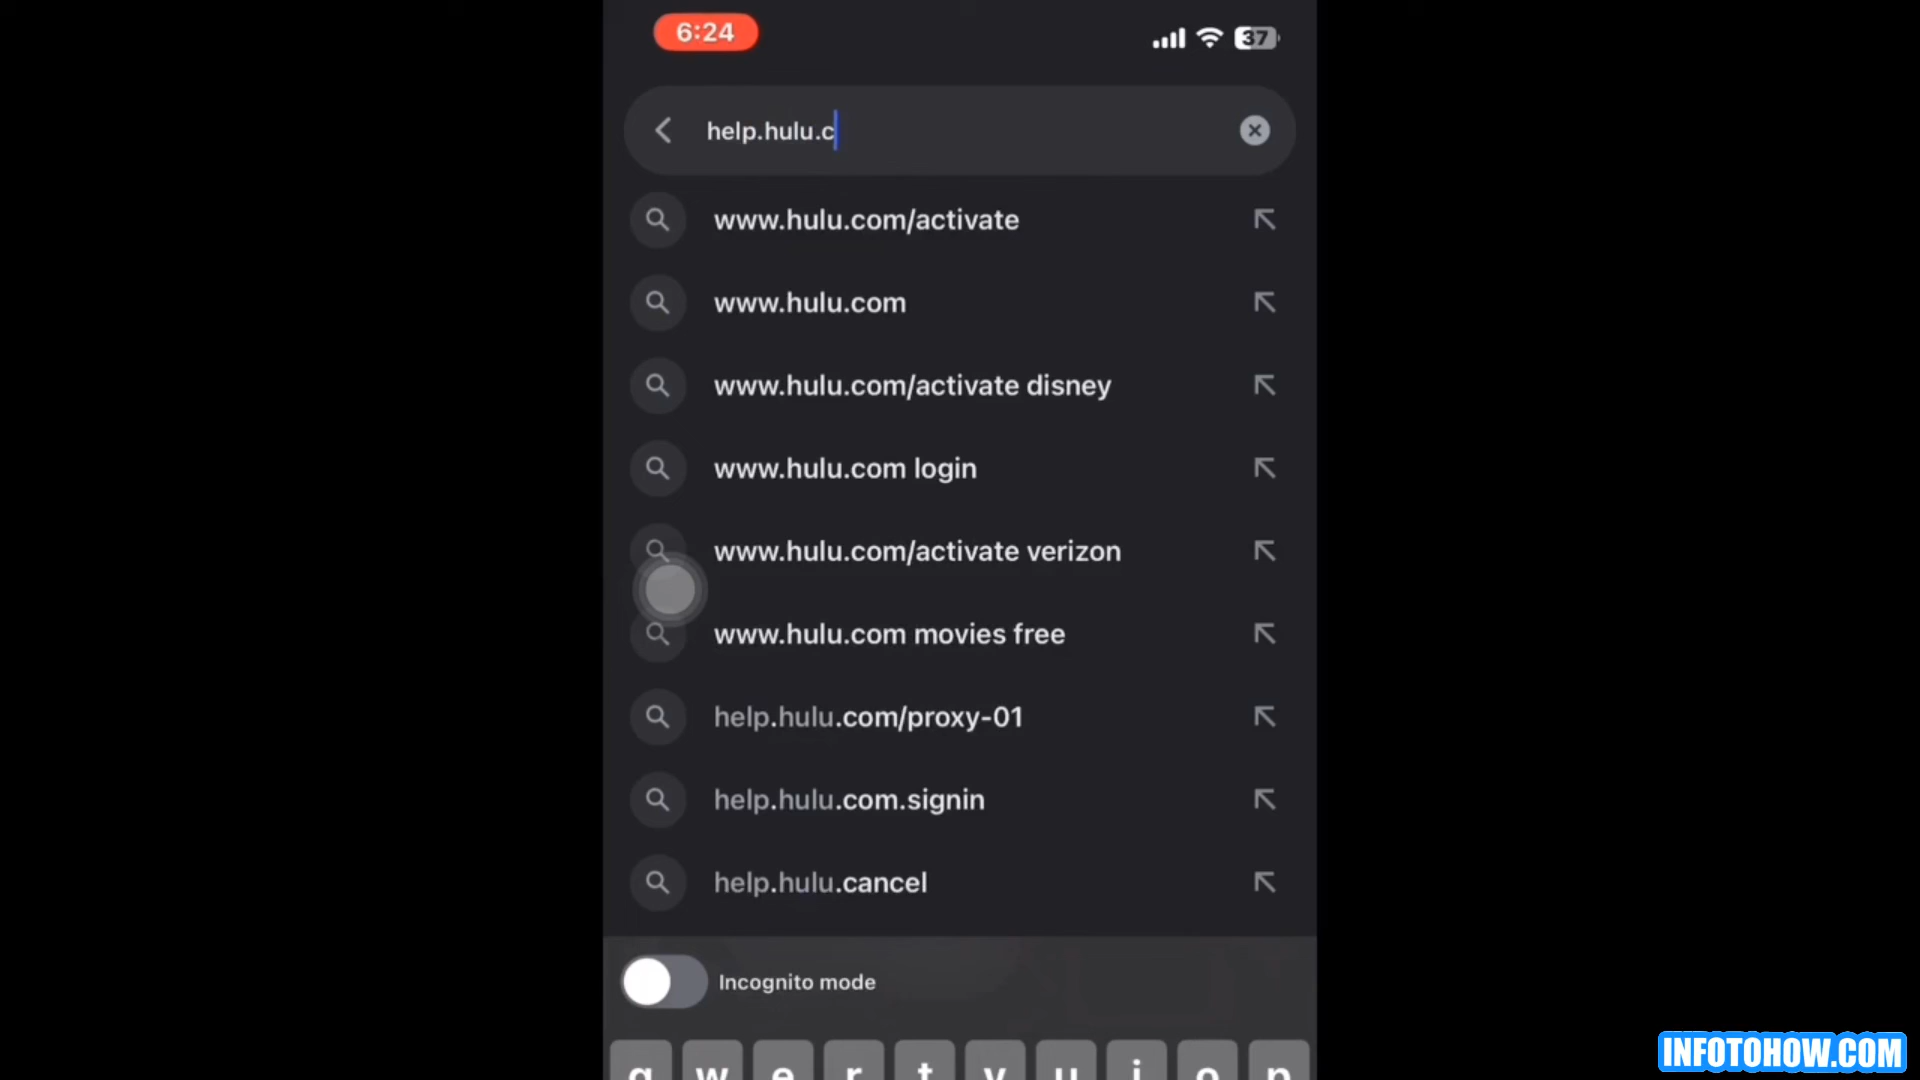 6:24
37
help.hulu.c
www.hulu.com/activate
www.hulu.com
www.hulu.com/activate disney
www.hulu.com login
www.hulu.com/activate verizon
www.hulu.com movies free
help.hulu.com/proxy-01
help.hulu.com.signin
help.hulu.cancel
Incognito mode
q w e r t y u i o p
INFOTOHOW.COM